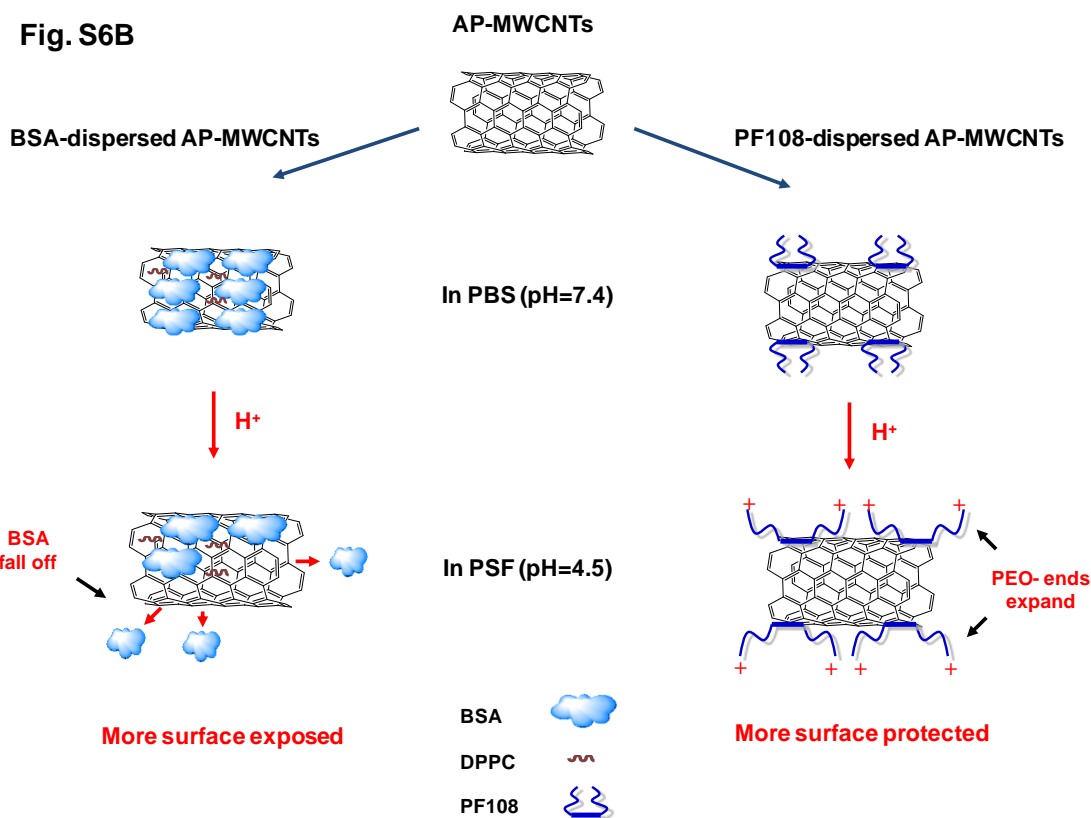 Fig. S6B
AP-MWCNTs
BSA-dispersed AP-MWCNTs
PF108-dispersed AP-MWCNTs
In PBS (pH=7.4)
H+
H+
BSA
fall off
In PSF (pH=4.5)
+ + + +
PEO- ends
expand
+ + + +
More surface exposed
More surface protected
BSA
DPPC
PF108